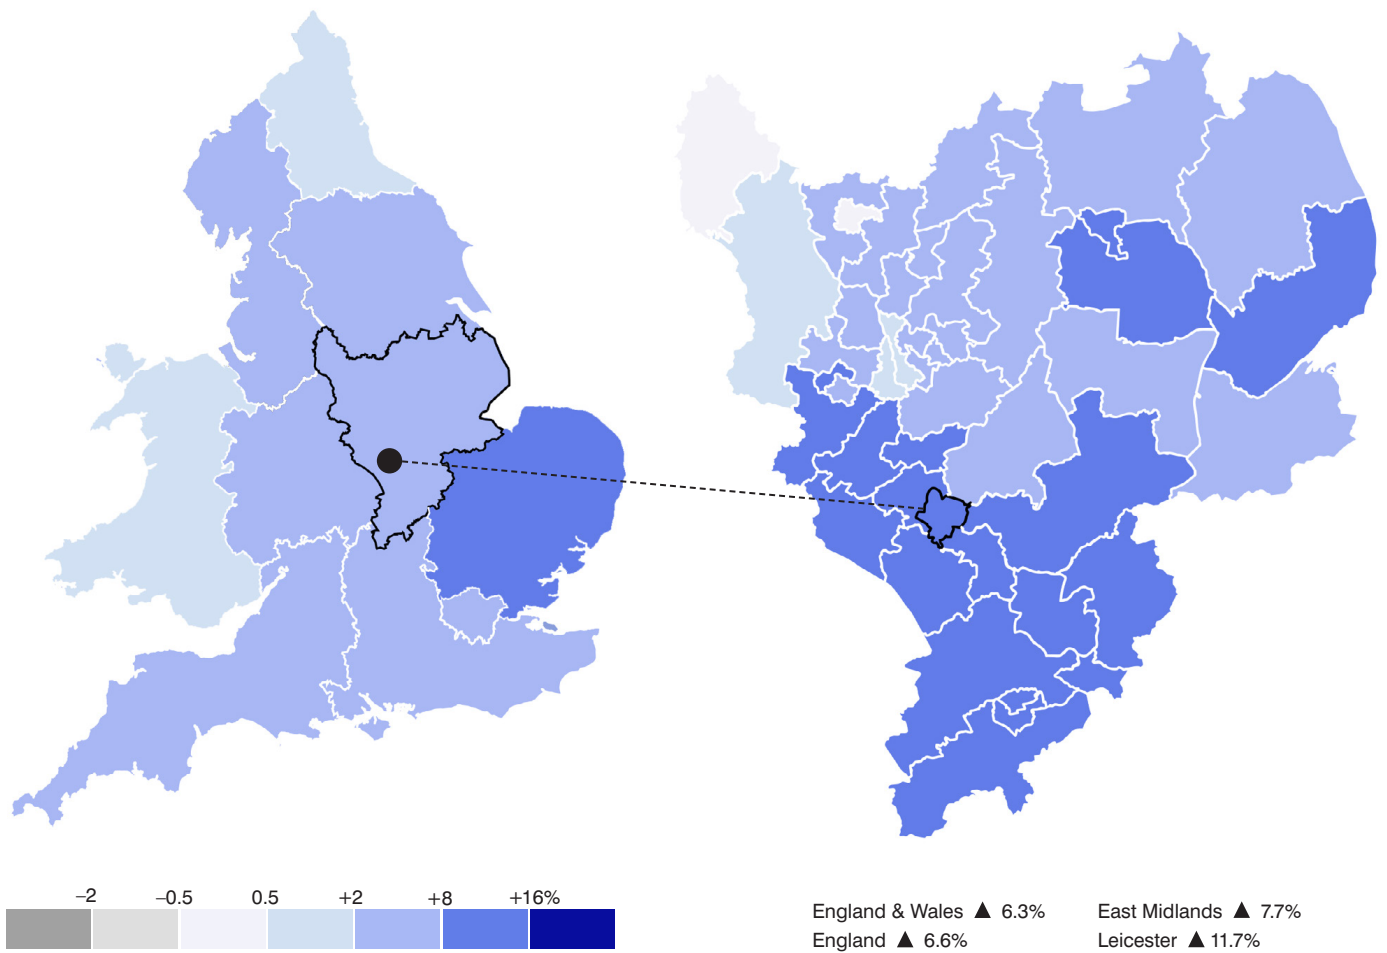 −2 −0.5 0.5 +2 +8 +16%
England & Wales ▲ 6.3% East Midlands ▲ 7.7%
England ▲ 6.6% Leicester ▲ 11.7%